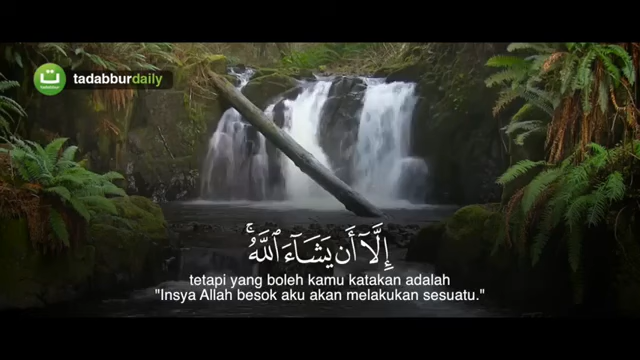 tadabburdaily
إِلَّآ أَن يَشَآءَ ٱللَّهُ ۚ
tetapi yang boleh kamu katakan adalah
"Insya Allah besok aku akan melakukan sesuatu."